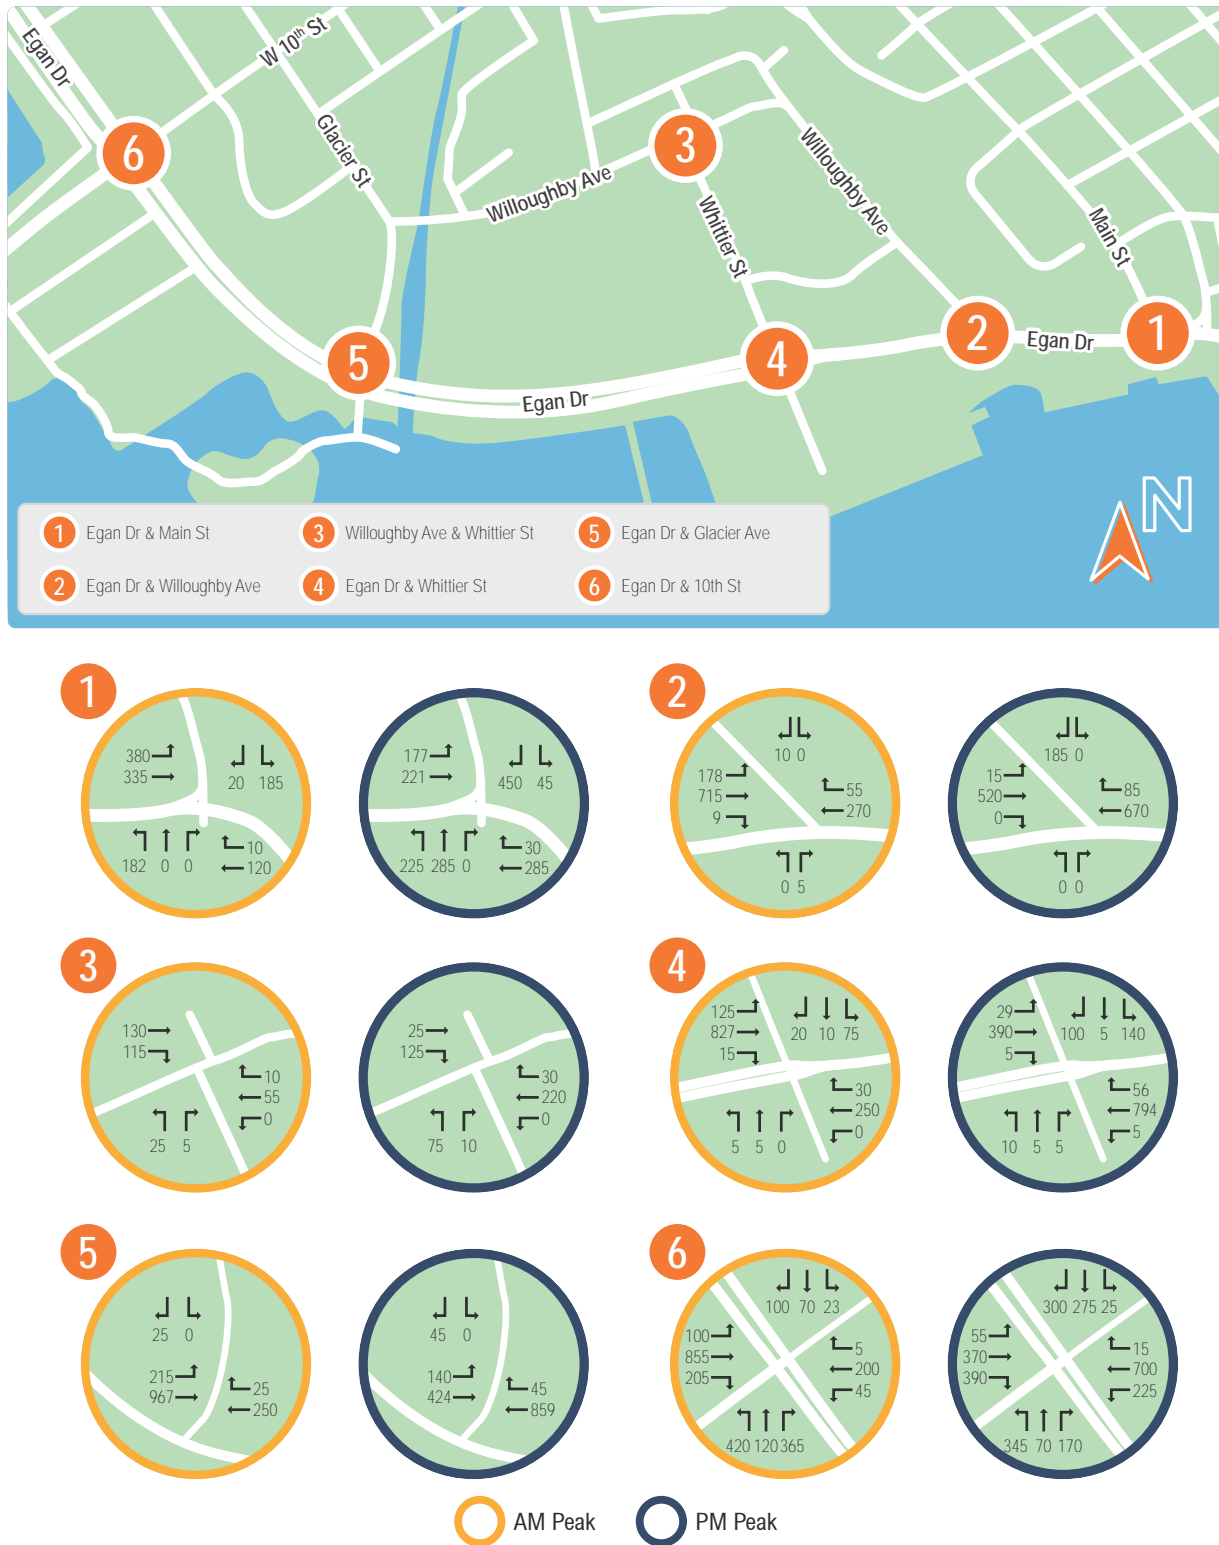 Egan Dr
W 10th St
Glacier St
6
3
Willoughby Ave
Willoughby Ave
Whittier St
Main St
5
4
2
1
Egan Dr
Egan Dr
N
1 Egan Dr & Main St
3 Willoughby Ave & Whittier St
5 Egan Dr & Glacier Ave
2 Egan Dr & Willoughby Ave
4 Egan Dr & Whittier St
6 Egan Dr & 10th St
1
380
335
20 185
182 0 0
10
120
177
221
450 45
225 285 0
30
285
2
10 0
178
715
9
55
270
0 5
185 0
15
520
0
85
670
0 0
3
130
115
10
55
0
25 5
25
125
30
220
0
75 10
4
125
827
15
20 10 75
30
250
0
5 5 0
29
390
5
100 5 140
56
794
5
10 5 5
5
25 0
215
967
25
250
45 0
140
424
45
859
6
100 70 23
100
855
205
5
200
45
420 120 365
300 275 25
55
370
390
15
700
225
345 70 170
AM Peak
PM Peak